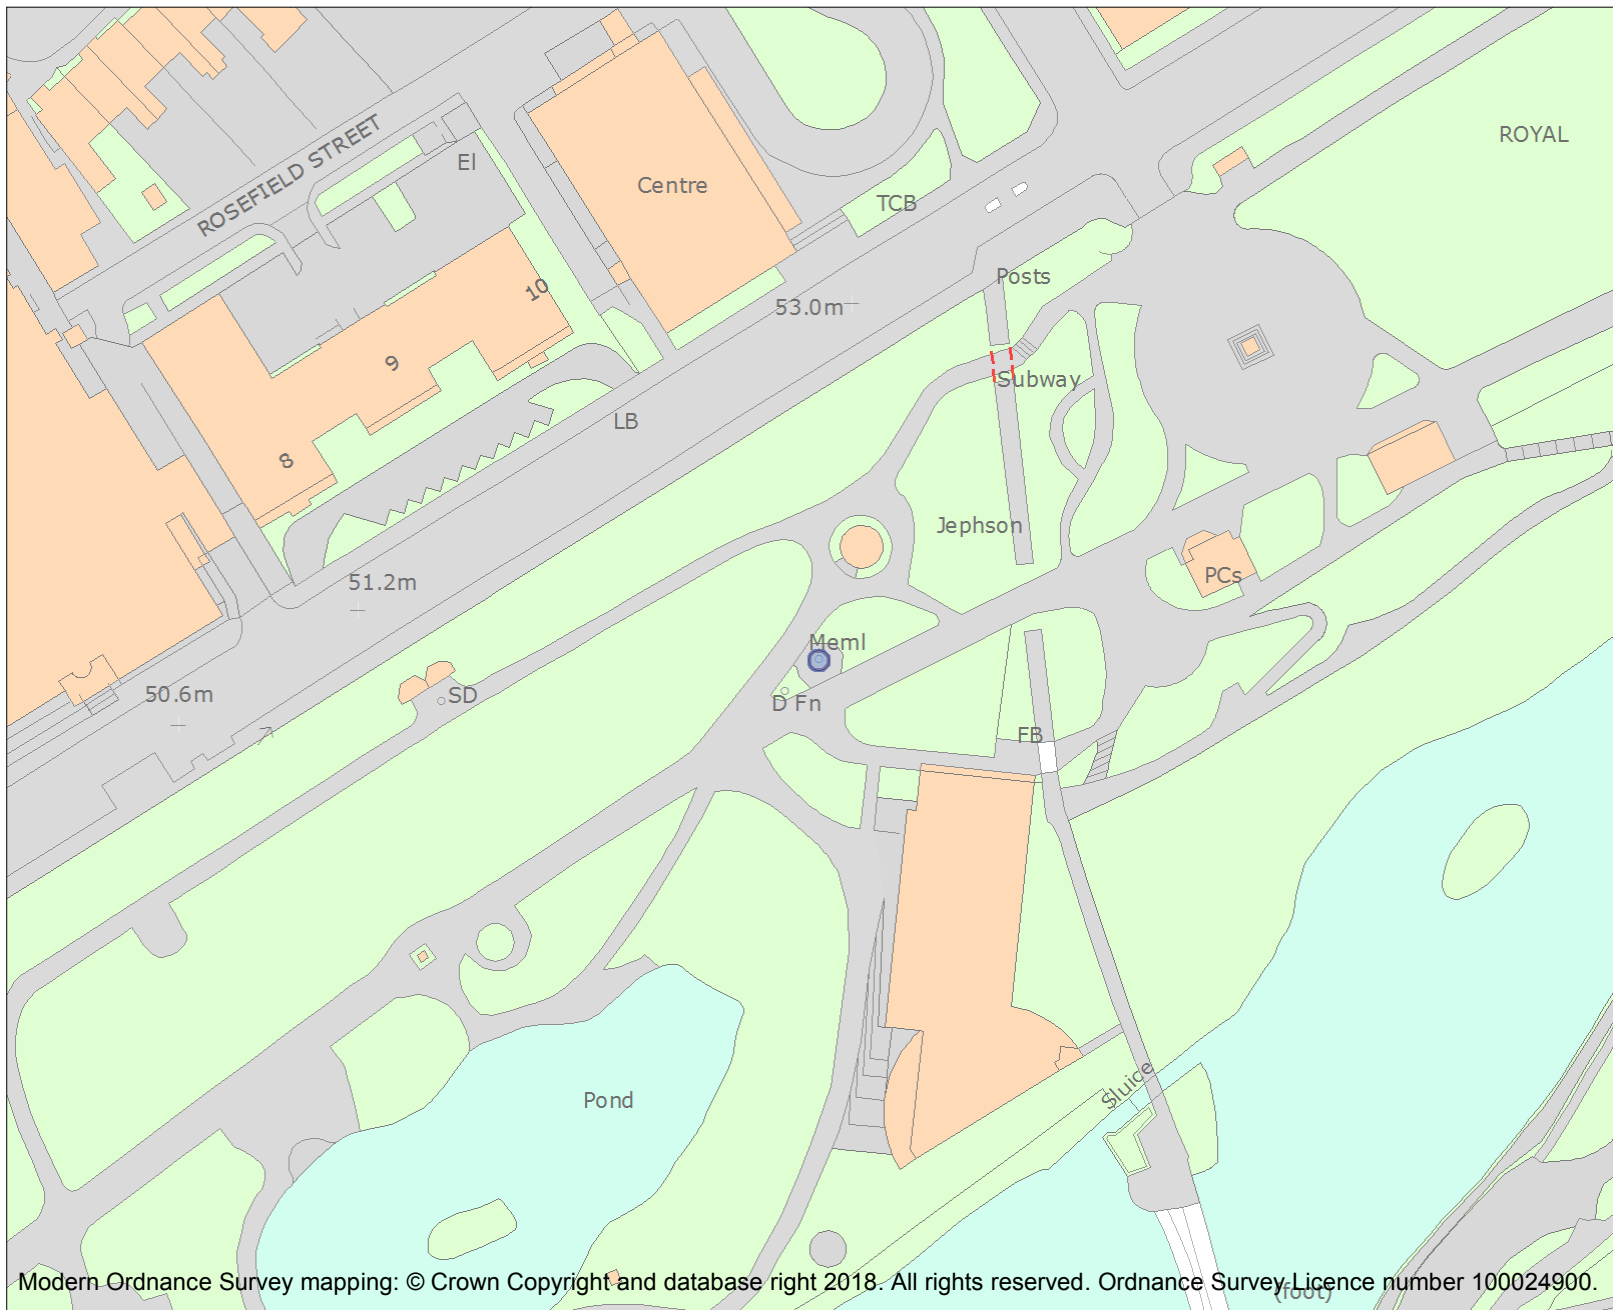 ROYAL
ROSEFIELD STREET
El
Centre
TCB
Posts
10
53.0m
9
Subway
LB
8
Jephson
51.2m
PCs
Meml
50.6m
SD
D Fn
FB
Sluice
Pond
Modern Ordnance Survey mapping: © Crown Copyright and database right 2018. All rights reserved. Ordnance Survey Licence number 100024900.
(foot)